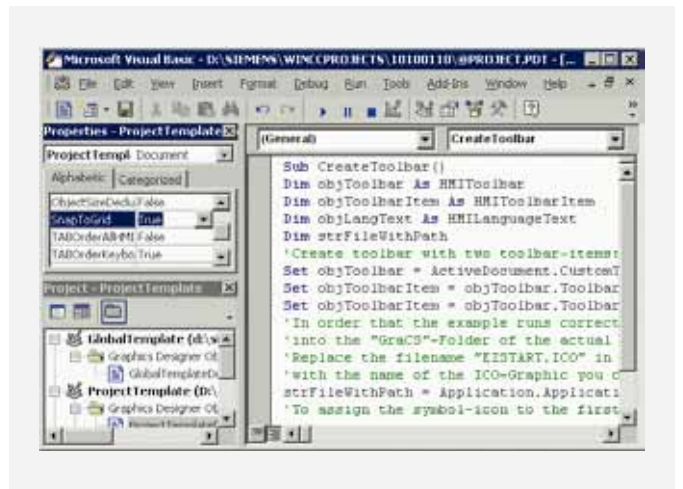 Microsoft Visual Basic - D:\SIEMENS\WINCCPROJECTS\10100110\@PROJECT.PDT - [...
File Edit View Insert Format Debug Run Tools Add-Ins Window Help
Properties - ProjectTemplate
ProjectTempl Document
Alphabetic Categorized
ObjectSizeDedu False
SnapToGrid True
TABOrderAllHMI False
TABOrderKeybo True
Project - ProjectTemplate
GlobalTemplate (d:\
Graphics Designer Ob
GlobalTemplateD
ProjectTemplate (D:\
Graphics Designer Ob
(General) CreateToolbar
Sub CreateToolbar()
Dim objToolbar As HMIToolbar
Dim objToolbarItem As HMIToolbarItem
Dim objLangText As HMILanguageText
Dim strFileWithPath
'Create toolbar with two toolbar-items:
Set objToolbar = ActiveDocument.CustomT
Set objToolbarItem = objToolbar.Toolbar
Set objToolbarItem = objToolbar.Toolbar
'In order that the example runs correct
'into the "GraCS"-Folder of the actual
'Replace the filename "EZSTART.ICO" in
'with the name of the ICO-Graphic you c
strFileWithPath = Application.Applicati
'To assign the symbol-icon to the first